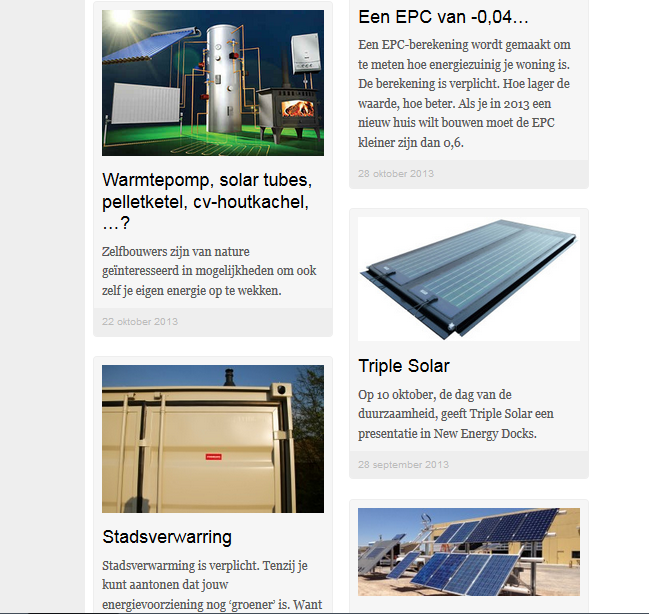 Warmtepomp, solar tubes,
pelletketel, cv-houtkachel,
…?
Zelfbouwers zijn van nature
geïnteresseerd in mogelijkheden om ook
zelf je eigen energie op te wekken.
22 oktober 2013
Stadsverwarring
Stadsverwarming is verplicht. Tenzij je
kunt aantonen dat jouw
energievoorziening nog ‘groener’ is. Want
Een EPC van -0,04…
Een EPC-berekening wordt gemaakt om
te meten hoe energiezuinig je woning is.
De berekening is verplicht. Hoe lager de
waarde, hoe beter. Als je in 2013 een
nieuw huis wilt bouwen moet de EPC
kleiner zijn dan 0,6.
28 oktober 2013
Triple Solar
Op 10 oktober, de dag van de
duurzaamheid, geeft Triple Solar een
presentatie in New Energy Docks.
28 september 2013